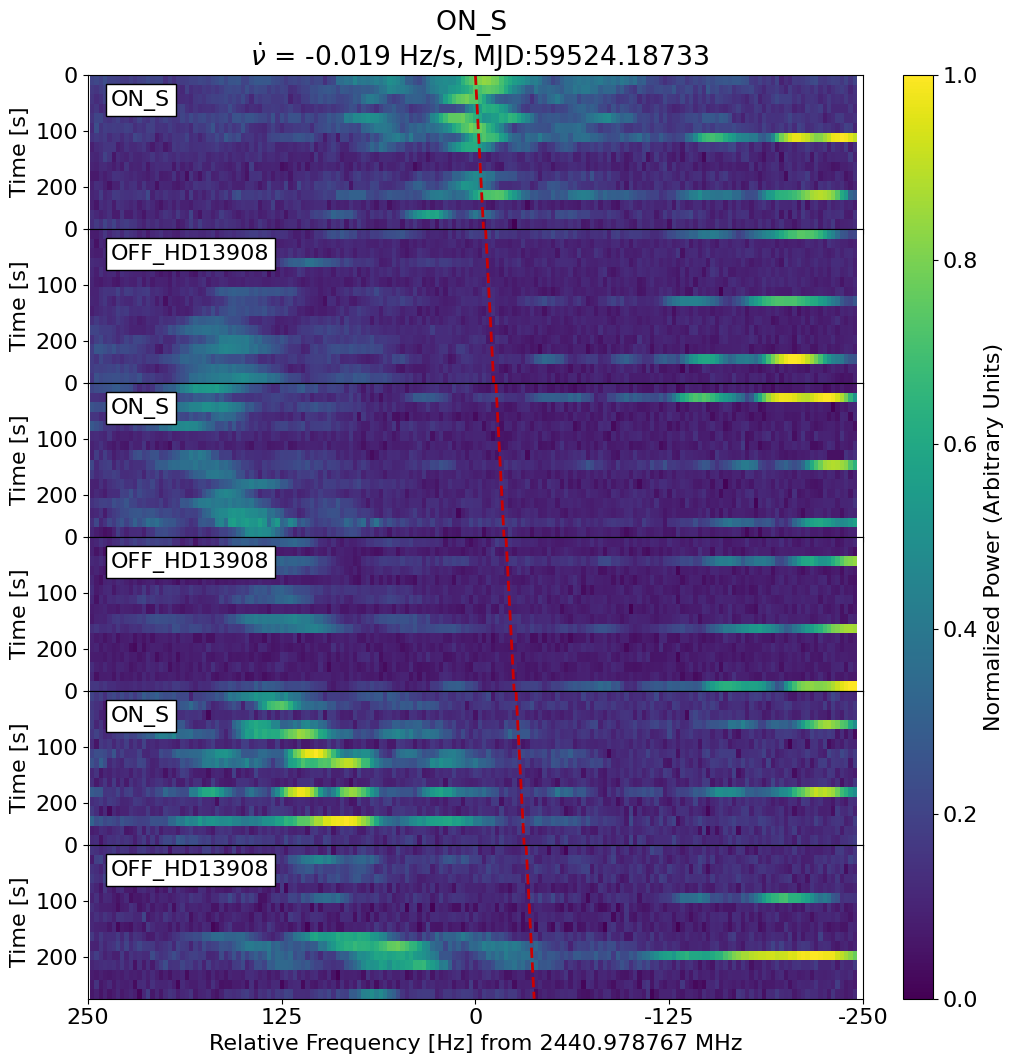 ON_S
ν̇ = -0.019 Hz/s, MJD:59524.18733
0
ON_S
100
200
Time [s]
0
OFF_HD13908
100
200
Time [s]
0
ON_S
100
200
Time [s]
0
OFF_HD13908
100
200
Time [s]
0
ON_S
100
200
Time [s]
0
OFF_HD13908
100
200
Time [s]
250 125 0 -125 -250
Relative Frequency [Hz] from 2440.978767 MHz
1.0
0.8
0.6
0.4
0.2
0.0
Normalized Power (Arbitrary Units)